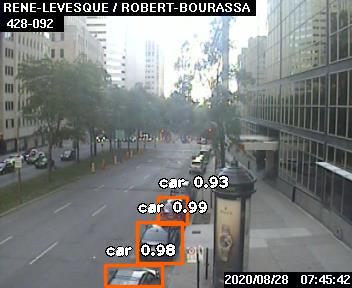 RENE-LEVESQUE / ROBERT-BOURASSA
428-092
car 0.93
car 0.99
car 0.98
2020/08/28 07:45:42